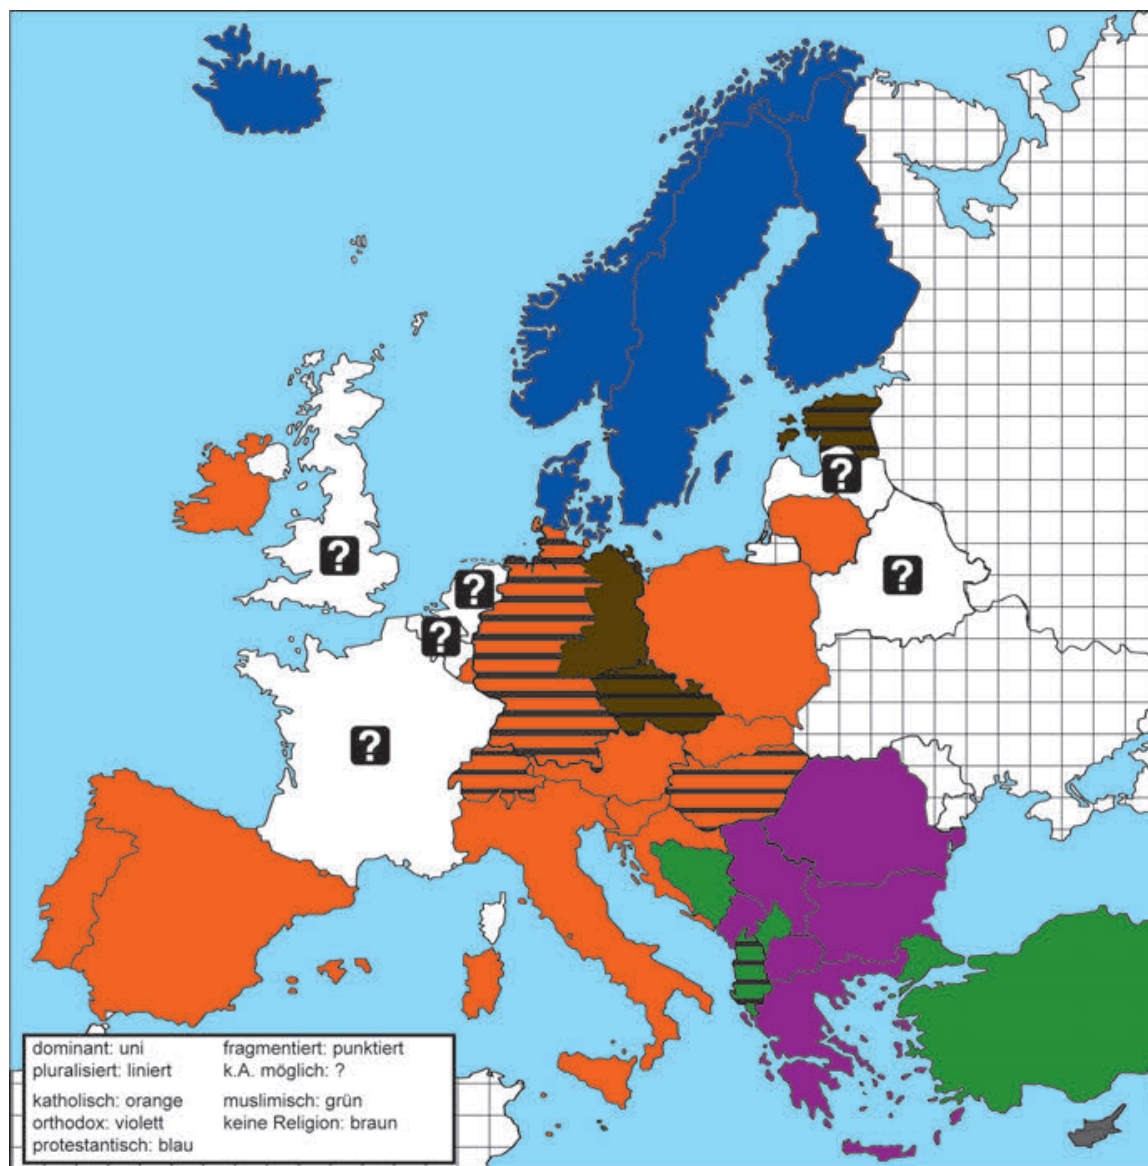 ?
?
?
?
?
?
dominant: uni
pluralisiert: liniert
katholisch: orange
orthodox: violett
protestantisch: blau
fragmentiert: punktiert
k.A. möglich: ?
muslimisch: grün
keine Religion: braun